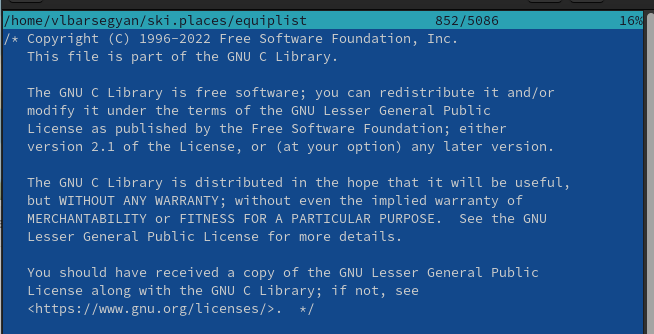 /home/vlbarsegyan/ski.places/equiplist 852/5086 16%
/* Copyright (C) 1996-2022 Free Software Foundation, Inc.
This file is part of the GNU C Library.
The GNU C Library is free software; you can redistribute it and/or
modify it under the terms of the GNU Lesser General Public
License as published by the Free Software Foundation; either
version 2.1 of the License, or (at your option) any later version.
The GNU C Library is distributed in the hope that it will be useful,
but WITHOUT ANY WARRANTY; without even the implied warranty of
MERCHANTABILITY or FITNESS FOR A PARTICULAR PURPOSE.  See the GNU
Lesser General Public License for more details.
You should have received a copy of the GNU Lesser General Public
License along with the GNU C Library; if not, see
<https://www.gnu.org/licenses/>.  */